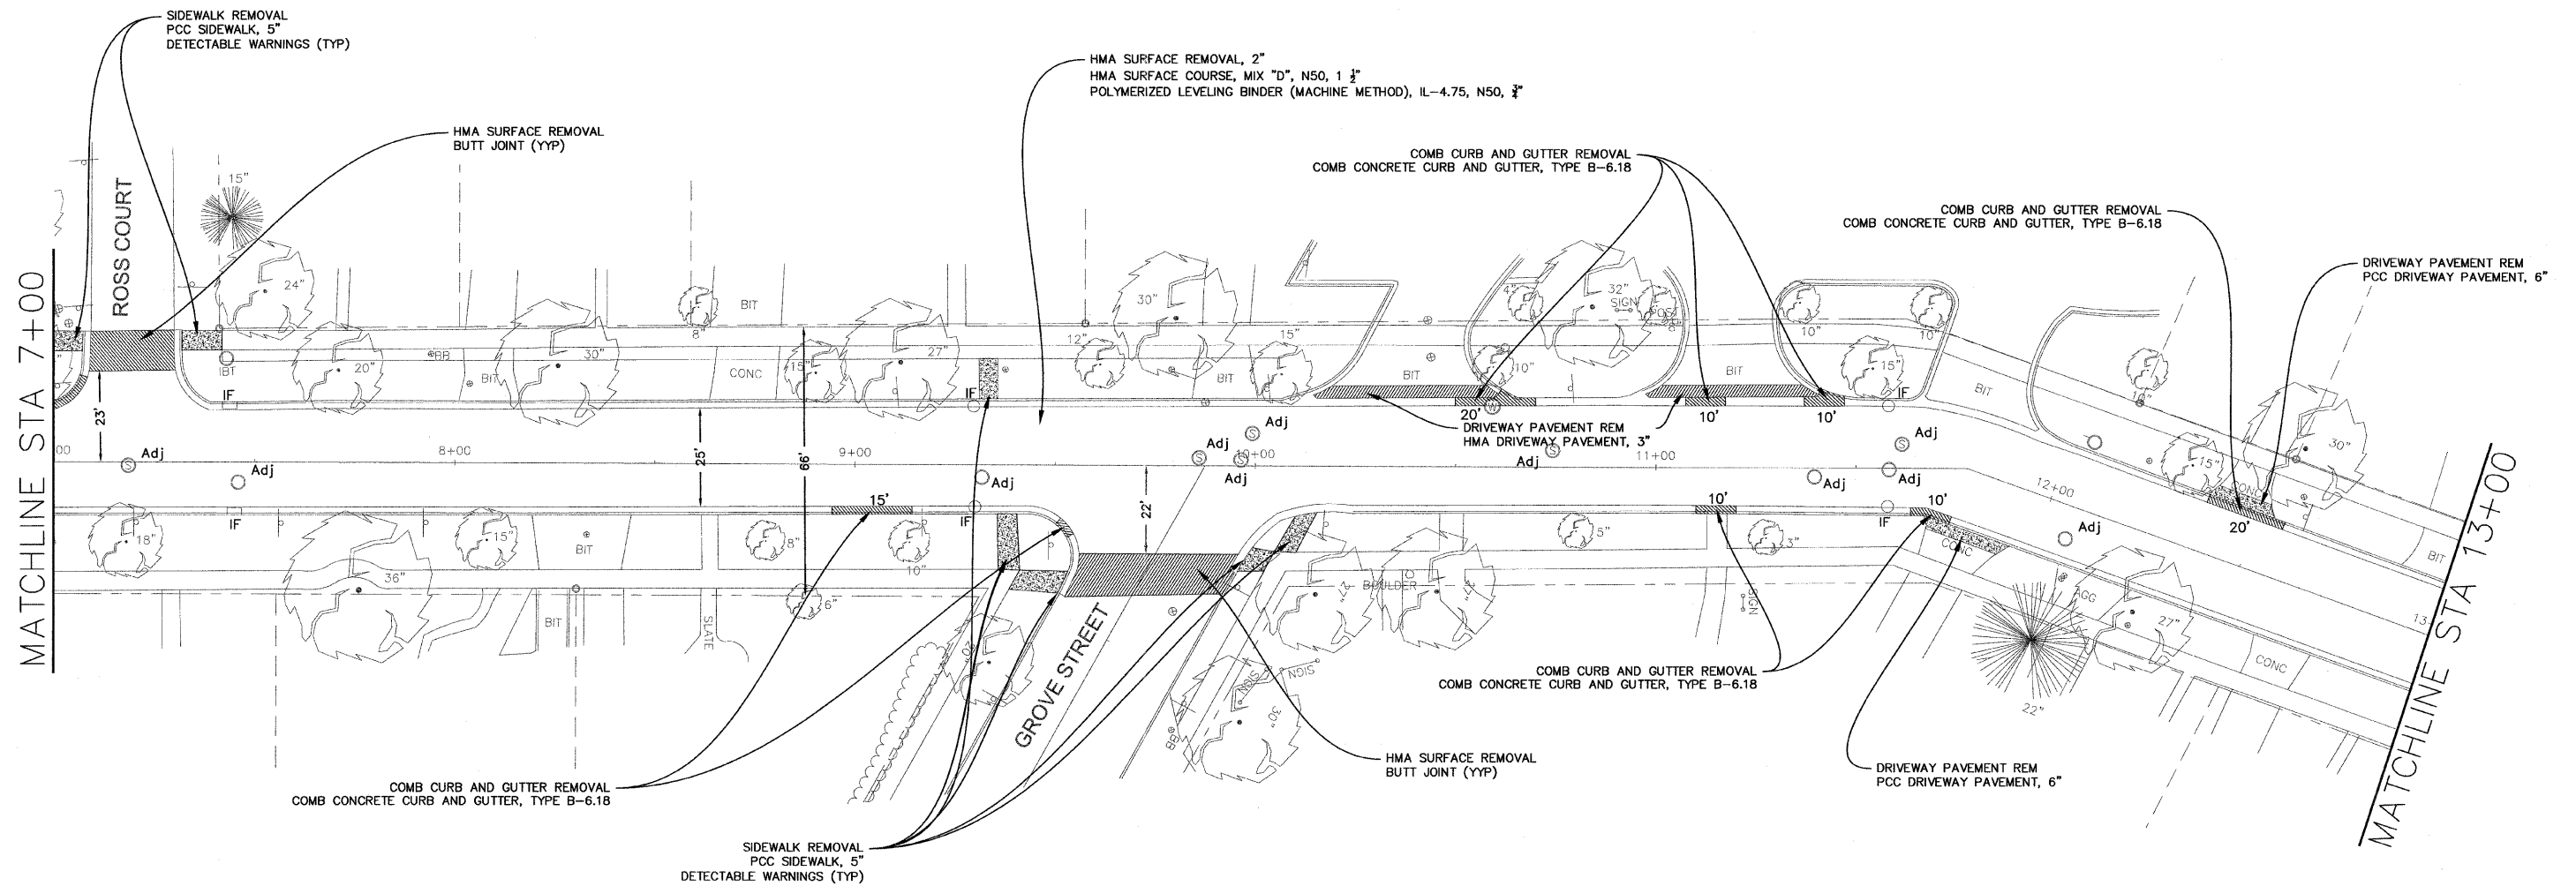 SIDEWALK REMOVAL
PCC SIDEWALK, 5"
DETECTABLE WARNINGS (TYP)
HMA SURFACE REMOVAL, 2"
HMA SURFACE COURSE, MIX "D", N50, 1 ½"
POLYMERIZED LEVELING BINDER (MACHINE METHOD), IL-4.75, N50, ¾"
HMA SURFACE REMOVAL
BUTT JOINT (YYP)
COMB CURB AND GUTTER REMOVAL
COMB CONCRETE CURB AND GUTTER, TYPE B-6.18
COMB CURB AND GUTTER REMOVAL
COMB CONCRETE CURB AND GUTTER, TYPE B-6.18
DRIVEWAY PAVEMENT REM
PCC DRIVEWAY PAVEMENT, 6"
MATCHLINE STA 7+00
ROSS COURT
15"
24"
20"
BB
BIT
30"
8"
BIT
CONC
15"
27"
12"
30"
15"
BIT
BIT
4"
32"
SIGN
POST
8"
10"
BIT
10"
10"
15"
BIT
15"
CONC
30"
BIT
IBT
IF
IF
IF
23'
25'
66'
22'
20'
10'
10'
DRIVEWAY PAVEMENT REM
HMA DRIVEWAY PAVEMENT, 3"
Adj
Adj
Adj
Adj
Adj
Adj
Adj
Adj
Adj
Adj
00
8+00
9+00
10+00
11+00
12+00
13+
20'
15'
10'
10'
IF
IF
IF
18"
36"
15"
BIT
BIT
SLATE
8"
10"
6"
20"
GROVE STREET
BB
SIGN
SIGN
30"
27"
BOULDER
27"
5"
3"
SIGN
CONC
AGG
27"
22"
CONC
MATCHLINE STA 13+00
COMB CURB AND GUTTER REMOVAL
COMB CONCRETE CURB AND GUTTER, TYPE B-6.18
HMA SURFACE REMOVAL
BUTT JOINT (YYP)
DRIVEWAY PAVEMENT REM
PCC DRIVEWAY PAVEMENT, 6"
COMB CURB AND GUTTER REMOVAL
COMB CONCRETE CURB AND GUTTER, TYPE B-6.18
SIDEWALK REMOVAL
PCC SIDEWALK, 5"
DETECTABLE WARNINGS (TYP)